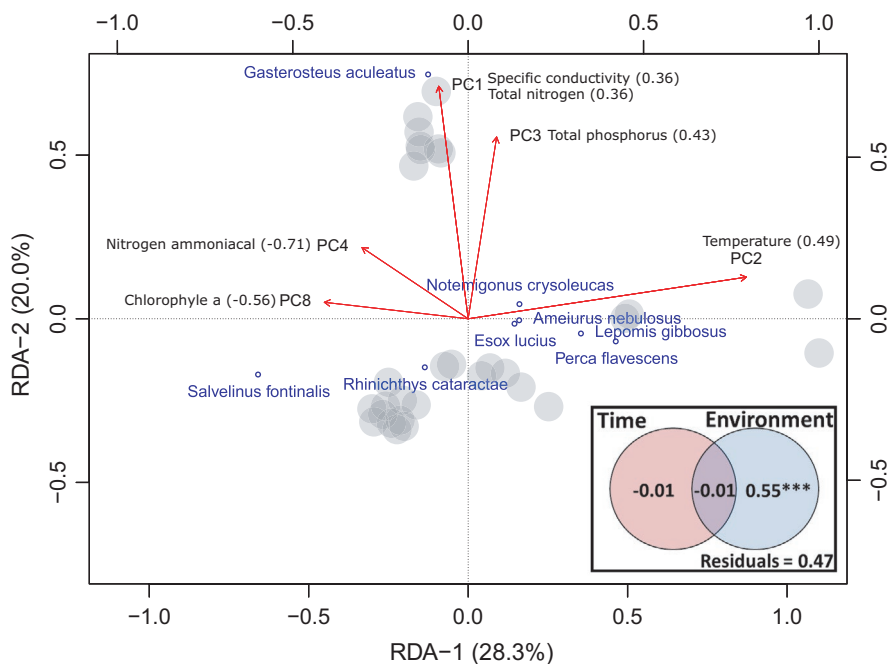 −1.0 −0.5 0.0 0.5 1.0
Gasterosteus aculeatus
PC1 Specific conductivity (0.36)
Total nitrogen (0.36)
PC3 Total phosphorus (0.43)
0.5
0.5
Nitrogen ammoniacal (-0.71) PC4
Temperature (0.49)
PC2
Chlorophyle a (-0.56) PC8
Notemigonus crysoleucas
0.0
0.0
Ameiurus nebulosus
Esox lucius
Lepomis gibbosus
Perca flavescens
Salvelinus fontinalis
Rhinichthys cataractae
RDA−2 (20.0%)
−0.5
−0.5
Time Environment
-0.01 -0.01 0.55***
Residuals = 0.47
−1.0 −0.5 0.0 0.5 1.0
RDA−1 (28.3%)